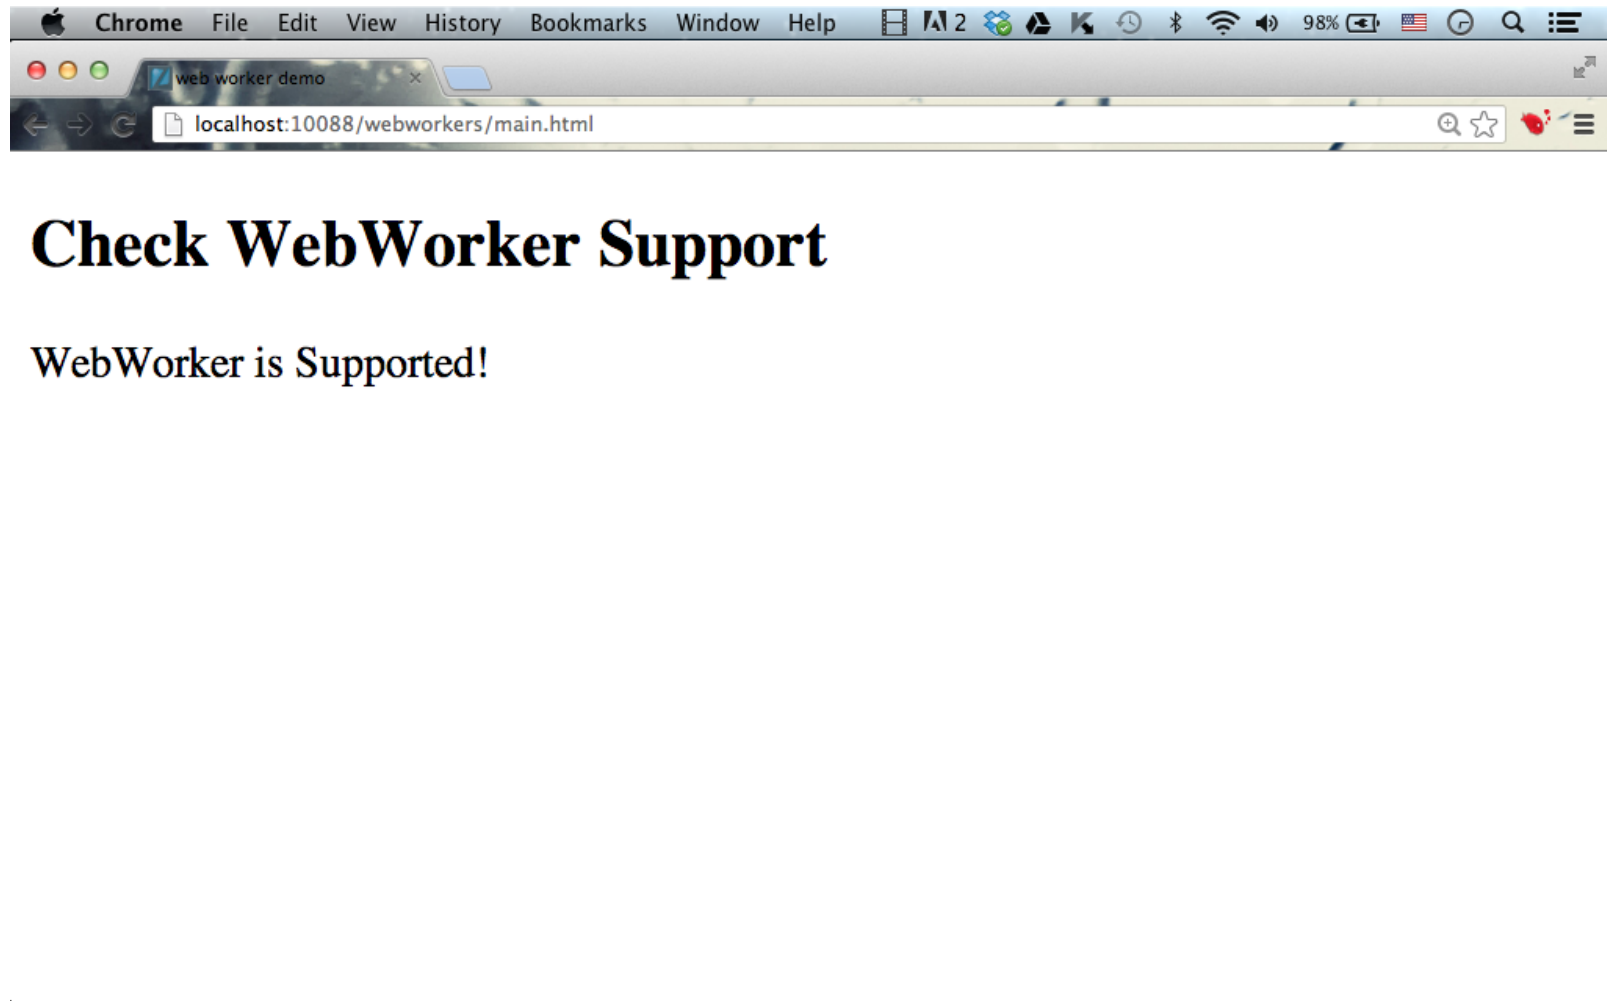 Chrome File Edit View History Bookmarks Window Help 2 98%
web worker demo
localhost:10088/webworkers/main.html
Check WebWorker Support
WebWorker is Supported!